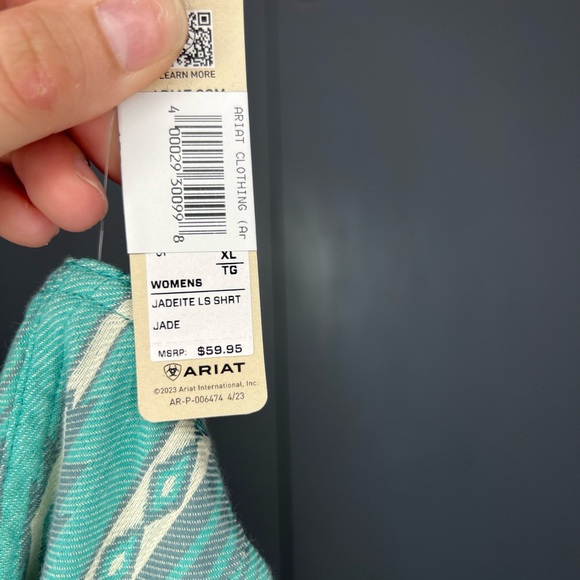 LEARN MORE
ARIAT CLOTHING (Ar
4 00029 30099 8
XL
TG
WOMENS
JADEITE LS SHRT
JADE
MSRP: $59.95
ARIAT
©2023 Ariat International, Inc.
AR-P-006474 4/23